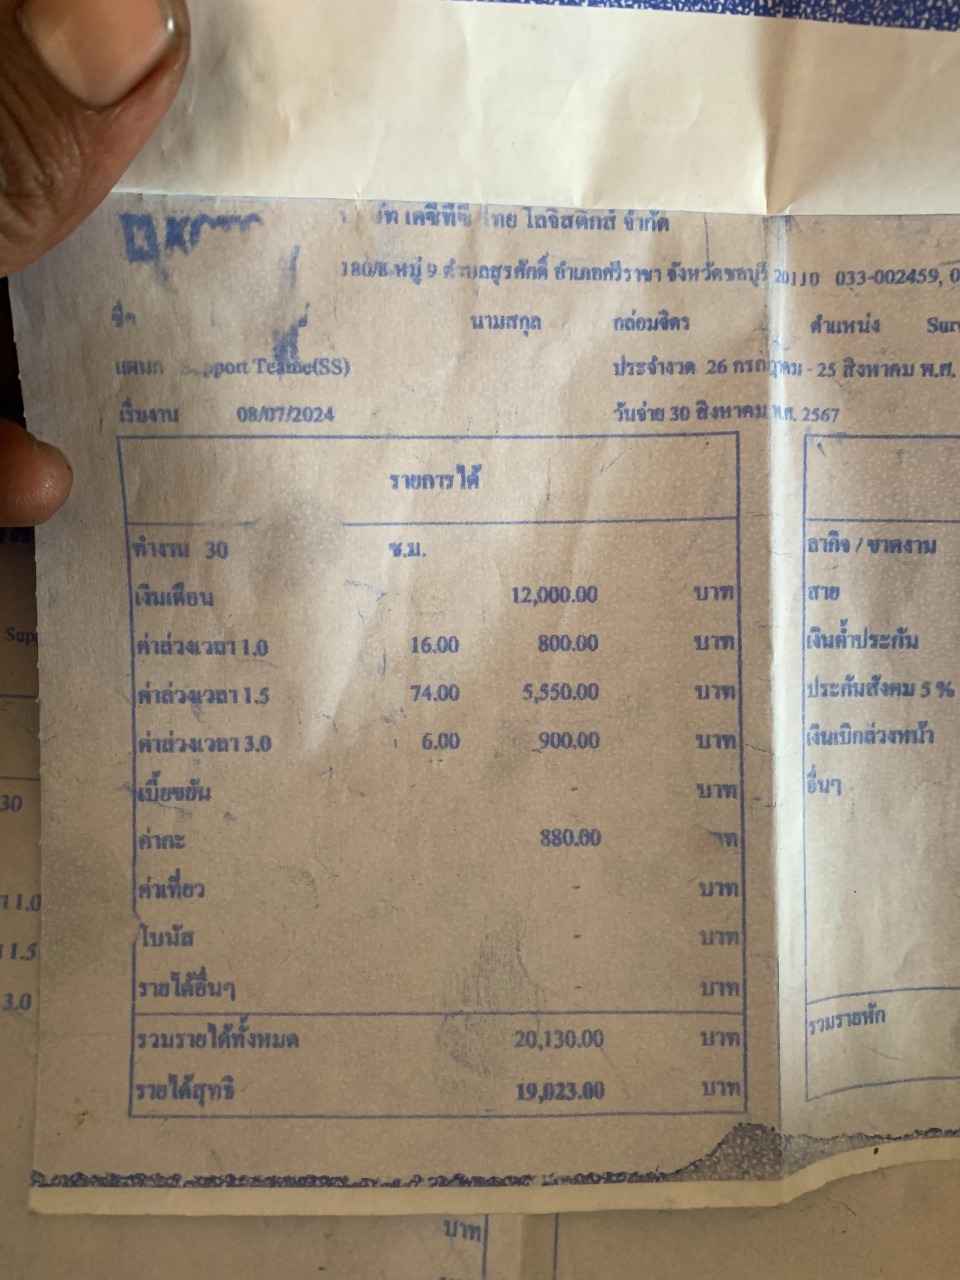 KCTC
เคซีทีซี ไทย โลจิสติกส์ จำกัด
180/8 หมู่ 9 ตำบลสุรศักดิ์ อำเภอศรีราชา จังหวัดชลบุรี 20110 033-002459, 0
ชื่อ นามสกุล กล่อมจิตร ตำแหน่ง Sur
แผนก Support Teame(SS) ประจำงวด 26 กรกฎาคม - 25 สิงหาคม พ.ศ.
เริ่มงาน 08/07/2024 วันจ่าย 30 สิงหาคม พ.ศ. 2567
รายการได้
ทำงาน 30 ช.ม. ลากิจ / ขาดงาน
เงินเดือน 12,000.00 บาท สาย
ค่าล่วงเวลา 1.0 16.00 800.00 บาท เงินค้ำประกัน
ค่าล่วงเวลา 1.5 74.00 5,550.00 บาท ประกันสังคม 5 %
ค่าล่วงเวลา 3.0 6.00 900.00 บาท เงินเบิกล่วงหน้า
เบี้ยขยัน - บาท อื่นๆ
ค่ากะ 880.00 บาท
ค่าเที่ยว - บาท
โบนัส - บาท
รายได้อื่นๆ - บาท
รวมรายได้ทั้งหมด 20,130.00 บาท รวมรายหัก
รายได้สุทธิ 19,023.00 บาท
Supp
30
1.0
1.5
3.0
บาท